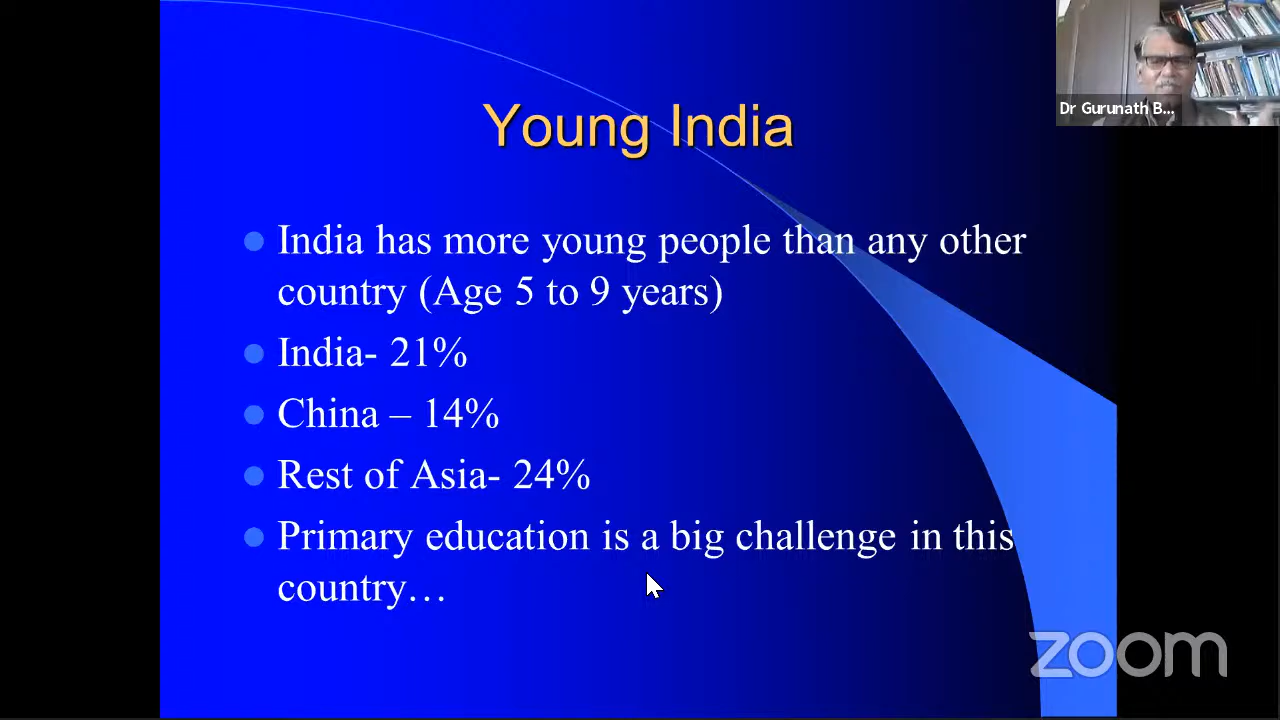 Young India
India has more young people than any other
country (Age 5 to 9 years)
India- 21%
China – 14%
Rest of Asia- 24%
Primary education is a big challenge in this
country…
Dr Gurunath B...
zoom